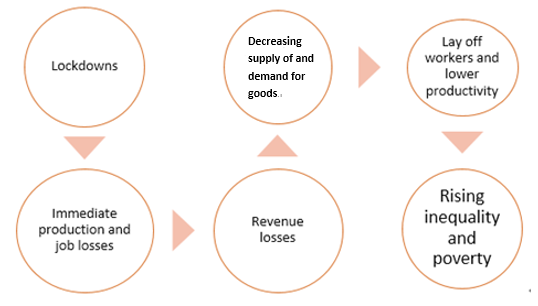 Lockdowns
Immediate
production and
job losses
Revenue
losses
Decreasing
supply of and
demand for
goods.
Lay off
workers and
lower
productivity
Rising
inequality
and
poverty